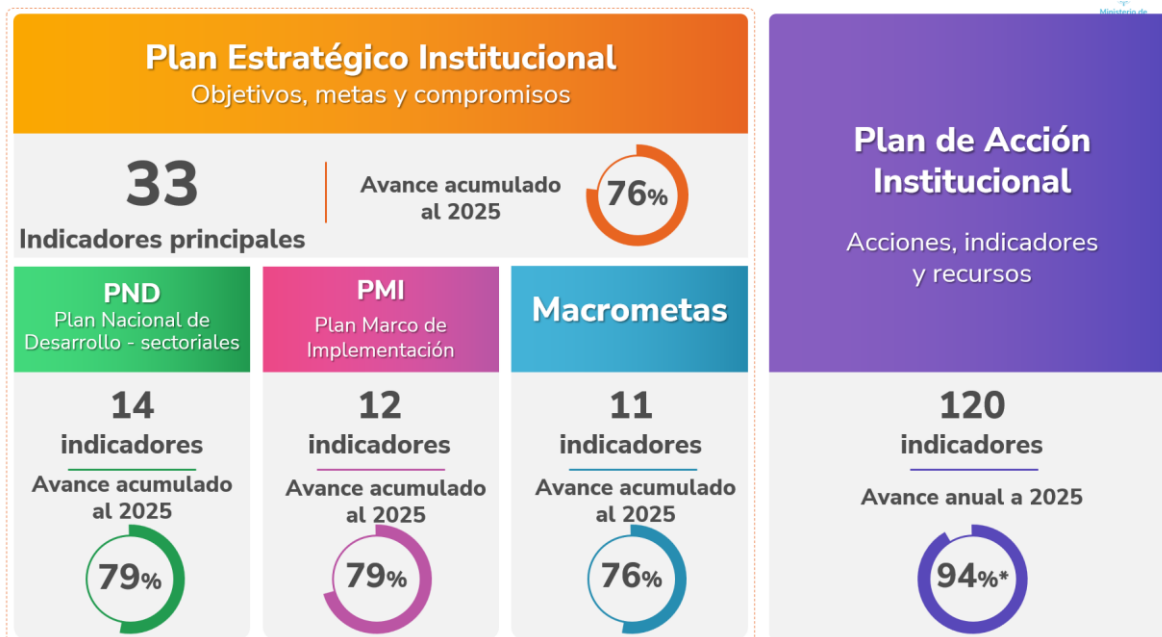 Ministerio de
Plan Estratégico Institucional
Objetivos, metas y compromisos
33
Indicadores principales
Avance acumulado
al 2025
76%
PND
Plan Nacional de
Desarrollo - sectoriales
14
indicadores
Avance acumulado
al 2025
79%
PMI
Plan Marco de
Implementación
12
indicadores
Avance acumulado
al 2025
79%
Macrometas
11
indicadores
Avance acumulado
al 2025
76%
Plan de Acción
Institucional
Acciones, indicadores
y recursos
120
indicadores
Avance anual a 2025
94%*